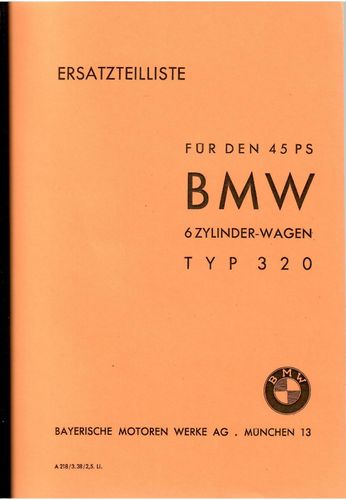 ERSATZTEILLISTE
FÜR DEN 45 PS
BMW
6 ZYLINDER-WAGEN
TYP 320
BMW
BAYERISCHE MOTOREN WERKE AG . MÜNCHEN 13
A 218/3. 38/2,5. Li.